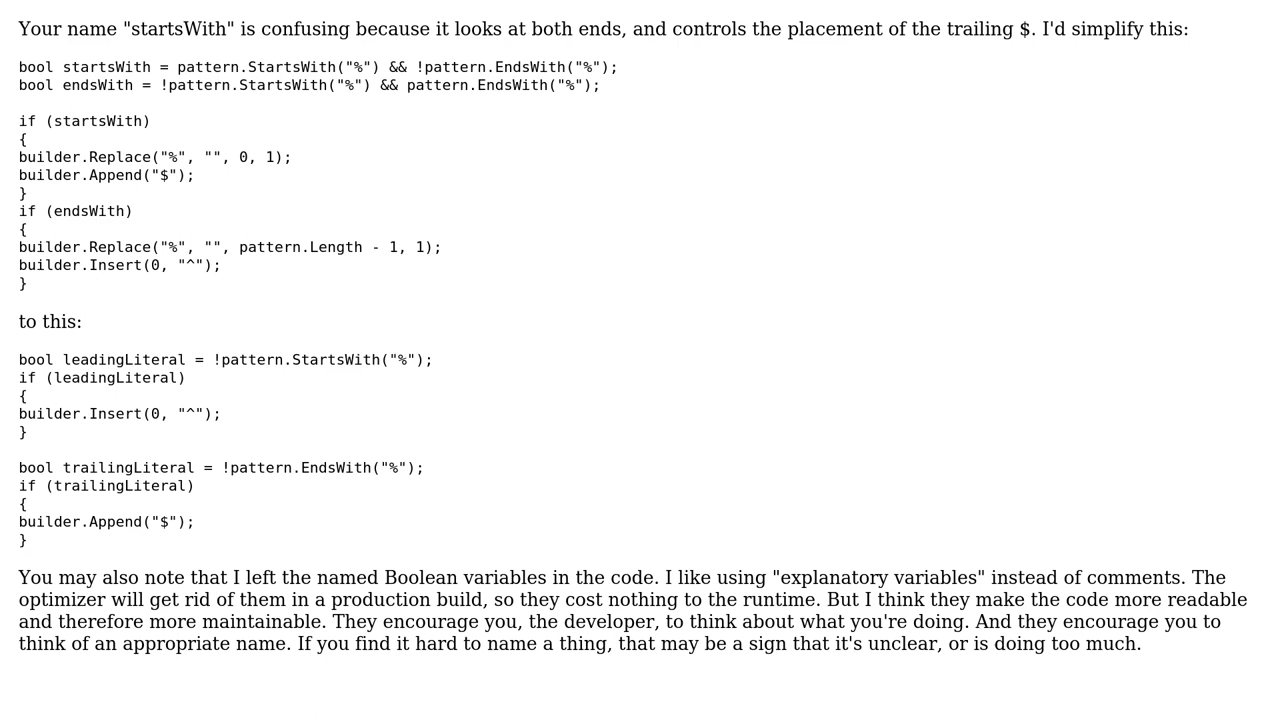 Your name "startsWith" is confusing because it looks at both ends, and controls the placement of the trailing $. I'd simplify this:
bool startsWith = pattern.StartsWith("%") && !pattern.EndsWith("%");
bool endsWith = !pattern.StartsWith("%") && pattern.EndsWith("%");
if (startsWith)
{
builder.Replace("%", "", 0, 1);
builder.Append("$");
}
if (endsWith)
{
builder.Replace("%", "", pattern.Length - 1, 1);
builder.Insert(0, "^");
}
to this:
bool leadingLiteral = !pattern.StartsWith("%");
if (leadingLiteral)
{
builder.Insert(0, "^");
}
bool trailingLiteral = !pattern.EndsWith("%");
if (trailingLiteral)
{
builder.Append("$");
}
You may also note that I left the named Boolean variables in the code. I like using "explanatory variables" instead of comments. The
optimizer will get rid of them in a production build, so they cost nothing to the runtime. But I think they make the code more readable
and therefore more maintainable. They encourage you, the developer, to think about what you're doing. And they encourage you to
think of an appropriate name. If you find it hard to name a thing, that may be a sign that it's unclear, or is doing too much.